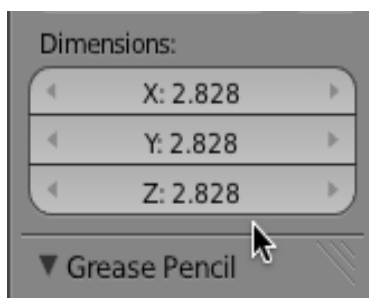 Dimensions:
X: 2.828
Y: 2.828
Z: 2.828
Grease Pencil